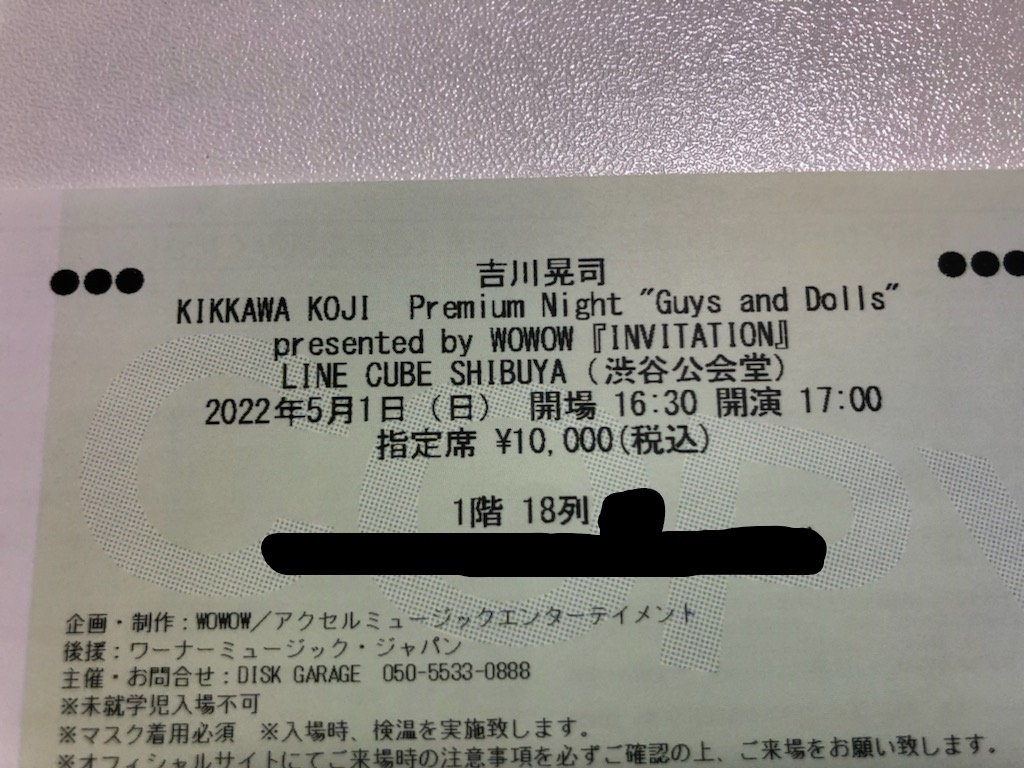 吉川晃司
KIKKAWA KOJI Premium Night "Guys and Dolls"
presented by WOWOW『INVITATION』
LINE CUBE SHIBUYA(渋谷公会堂)
2022年5月1日(日) 開場 16:30 開演 17:00
指定席 ¥10,000(税込)
1階 18列
COPY
企画・制作:WOWOW/アクセルミュージックエンターテイメント
後援:ワーナーミュージック・ジャパン
主催・お問合せ:DISK GARAGE 050-5533-0888
※未就学児入場不可
※マスク着用必須 ※入場時、検温を実施致します。
※オフィシャルサイトにてご来場時の注意事項を必ずご確認の上、ご来場をお願い致します。